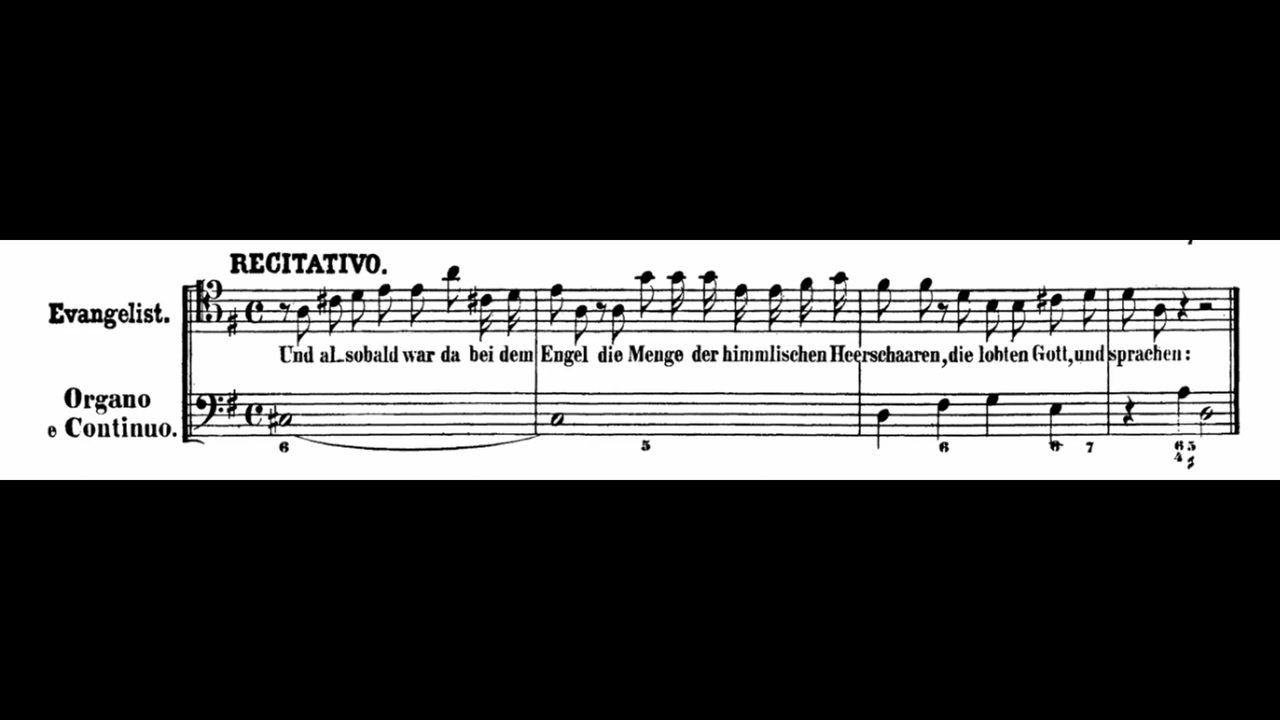 RECITATIVO.
Evangelist.
Und al_sobald war da bei dem Engel die Menge der himmlischen Heerschaaren, die lobten Gott, und sprachen:
Organo
e Continuo.
6 5 6 6 7 6 5
4 ♯